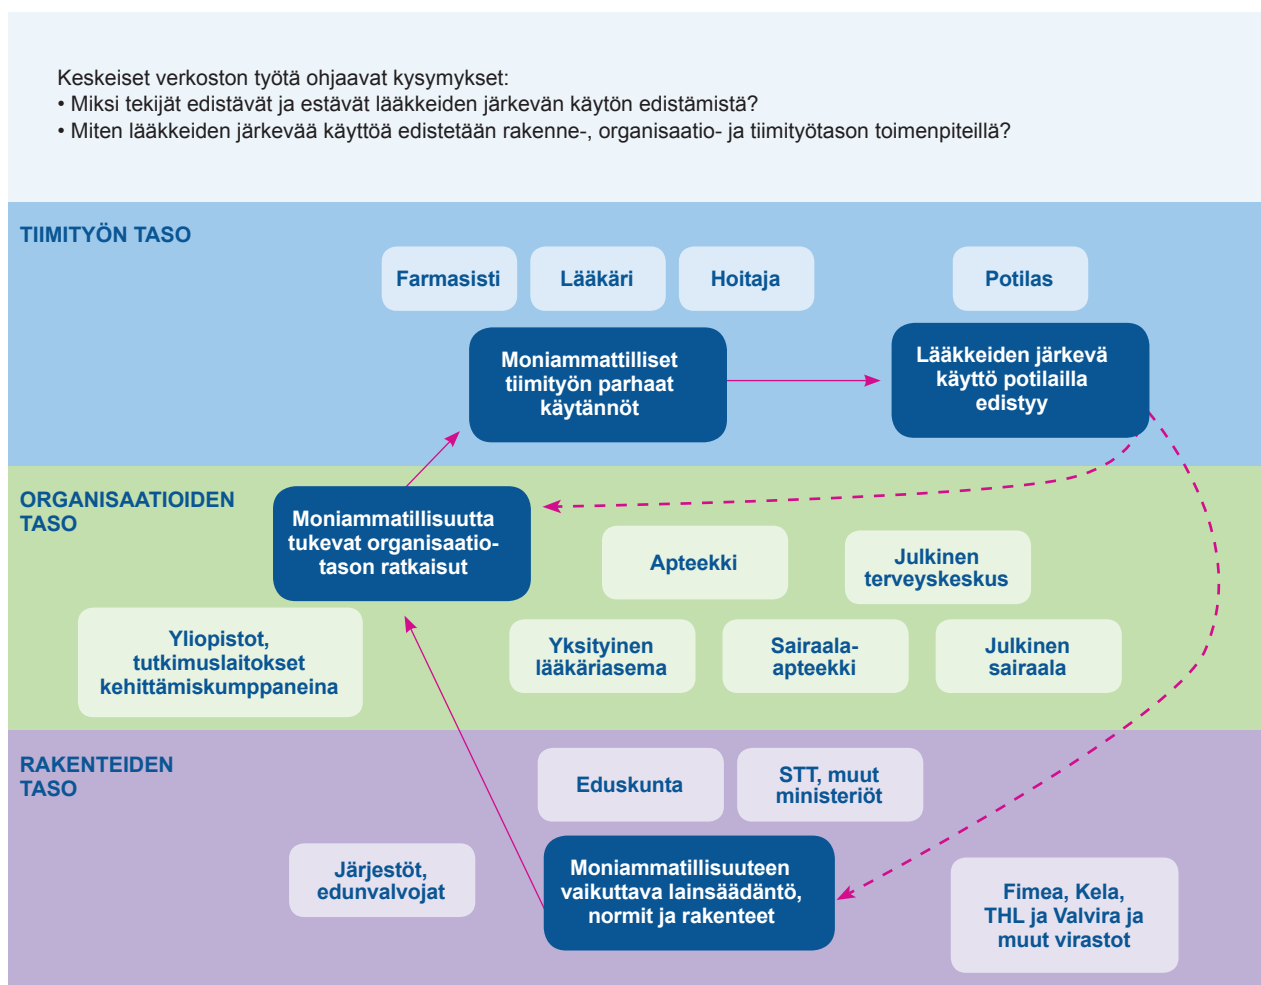 Keskeiset verkoston työtä ohjaavat kysymykset:
• Miksi tekijät edistävät ja estävät lääkkeiden järkevän käytön edistämistä?
• Miten lääkkeiden järkevää käyttöä edistetään rakenne-, organisaatio- ja tiimityötason toimenpiteillä?
TIIMITYÖN TASO
Farmasisti
Lääkäri
Hoitaja
Potilas
Moniammattilliset
tiimityön parhaat
käytännöt
Lääkkeiden järkevä
käyttö potilailla
edistyy
ORGANISAATIOIDEN
TASO
Moniammatillisuutta
tukevat organisaatio-
tason ratkaisut
Apteekki
Julkinen
terveyskeskus
Yliopistot,
tutkimuslaitokset
kehittämiskumppaneina
Yksityinen
lääkäriasema
Sairaala-
apteekki
Julkinen
sairaala
RAKENTEIDEN
TASO
Eduskunta
STT, muut
ministeriöt
Järjestöt,
edunvalvojat
Moniammatillisuuteen
vaikuttava lainsäädäntö,
normit ja rakenteet
Fimea, Kela,
THL ja Valvira ja
muut virastot